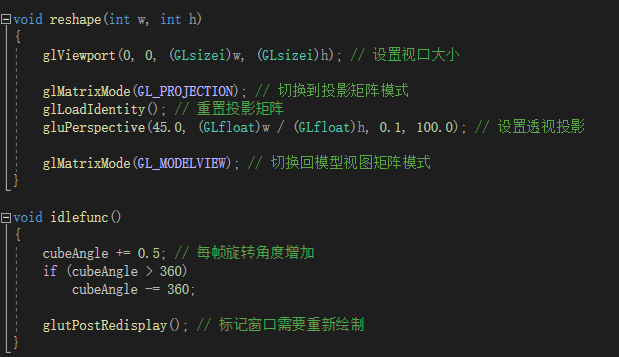 void reshape(int w, int h)
{
glViewport(0, 0, (GLsizei)w, (GLsizei)h); // 设置视口大小
glMatrixMode(GL_PROJECTION); // 切换到投影矩阵模式
glLoadIdentity(); // 重置投影矩阵
gluPerspective(45.0, (GLfloat)w / (GLfloat)h, 0.1, 100.0); // 设置透视投影
glMatrixMode(GL_MODELVIEW); // 切换回模型视图矩阵模式
}
void idlefunc()
{
cubeAngle += 0.5; // 每帧旋转角度增加
if (cubeAngle > 360)
cubeAngle -= 360;
glutPostRedisplay(); // 标记窗口需要重新绘制
}